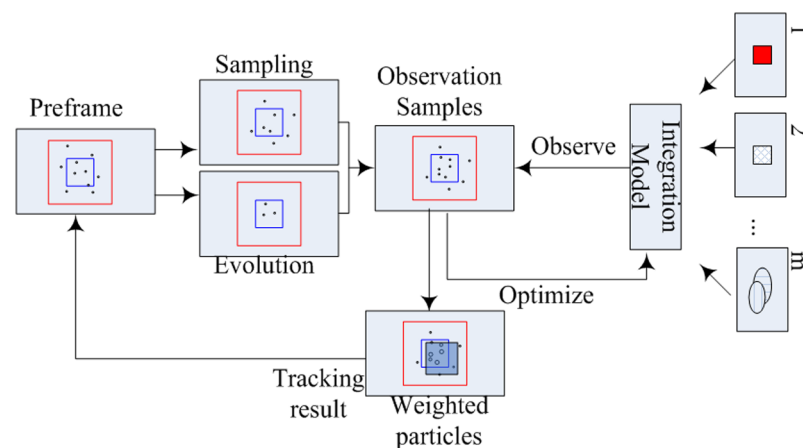 Sampling
Preframe
Observation
Samples
Evolution
Observe
Optimize
Integration
Model
1
2
...
m
Tracking
result
Weighted
particles